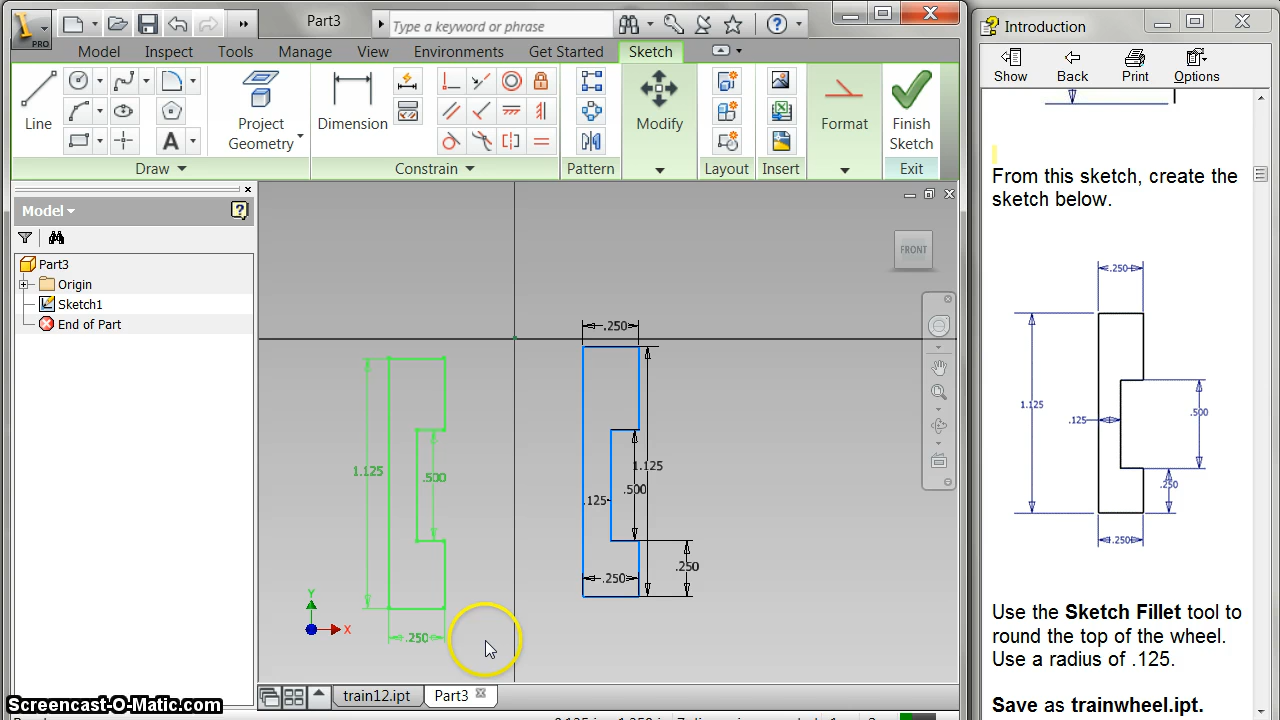 PRO
Part3
Type a keyword or phrase
Model
Inspect
Tools
Manage
View
Environments
Get Started
Sketch
Line
Project
Geometry
Dimension
Modify
Format
Finish
Sketch
Draw
Constrain
Pattern
Layout
Insert
Exit
Model
Part3
Origin
Sketch1
End of Part
FRONT
1.125
.500
.250
Y
X
.250
1.125
.500
.125
.250
.250
train12.ipt
Part3
Screencast-O-Matic.com
Introduction
Show
Back
Print
Options
From this sketch, create the
sketch below.
.250
1.125
.125
.500
.250
.250
Use the Sketch Fillet tool to
round the top of the wheel.
Use a radius of .125.
Save as trainwheel.ipt.